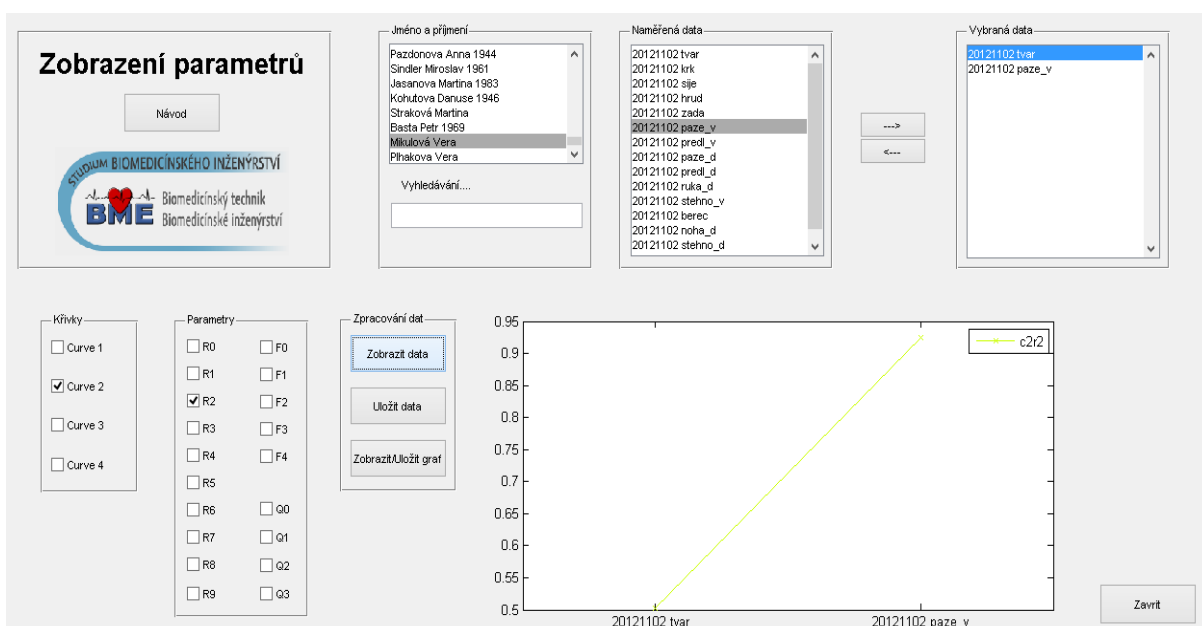 Zobrazení parametrů
Návod
STUDIUM BIOMEDICÍNSKÉHO INŽENÝRSTVÍ
BME
Biomedicínský technik
Biomedicínské inženýrství
Jméno a příjmení
Pazdonova Anna 1944
Sindler Miroslav 1961
Jasanova Martina 1983
Kohutova Danuse 1946
Straková Martina
Basta Petr 1969
Mikulová Vera
Plhakova Vera
Vyhledávání....
Naměřená data
20121102 tvar
20121102 krk
20121102 sije
20121102 hrud
20121102 zada
20121102 paze_v
20121102 predl_v
20121102 paze_d
20121102 predl_d
20121102 ruka_d
20121102 stehno_v
20121102 berec
20121102 noha_d
20121102 stehno_d
--->
<---
Vybraná data
20121102 tvar
20121102 paze_v
Křivky
Curve 1
Curve 2
Curve 3
Curve 4
Parametry
R0 F0
R1 F1
R2 F2
R3 F3
R4 F4
R5
R6 Q0
R7 Q1
R8 Q2
R9 Q3
Zpracování dat
Zobrazit data
Uložit data
Zobrazit/Uložit graf
0.95
0.9
0.85
0.8
0.75
0.7
0.65
0.6
0.55
0.5
c2r2
20121102 tvar
20121102 paze_v
Zavrit